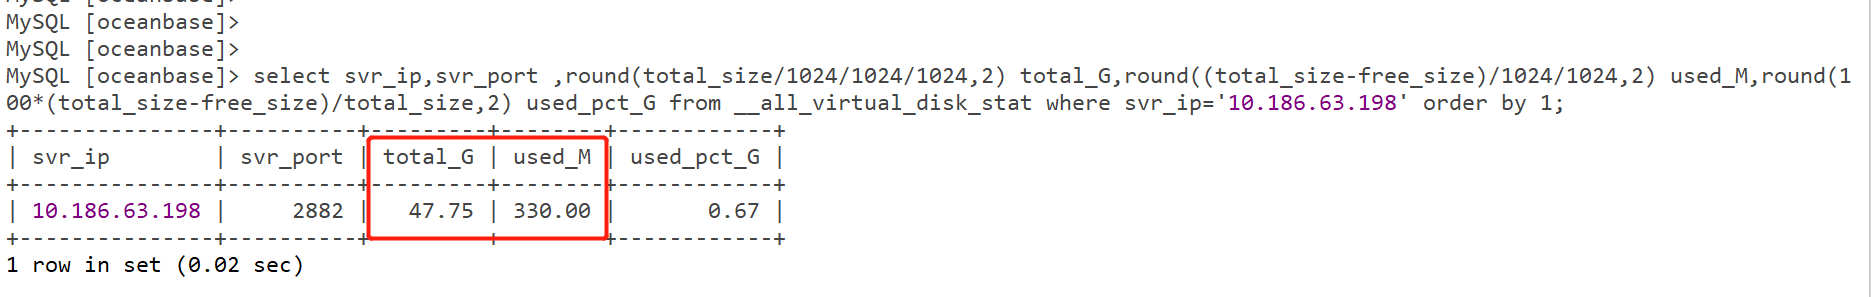 MySQL [oceanbase]>
MySQL [oceanbase]>
MySQL [oceanbase]> select svr_ip,svr_port ,round(total_size/1024/1024/1024,2) total_G,round((total_size-free_size)/1024/1024,2) used_M,round(1
00*(total_size-free_size)/total_size,2) used_pct_G from __all_virtual_disk_stat where svr_ip='10.186.63.198' order by 1;
+---------------+----------+---------+--------+------------+
| svr_ip        | svr_port | total_G | used_M | used_pct_G |
+---------------+----------+---------+--------+------------+
| 10.186.63.198 |     2882 |   47.75 | 330.00 |       0.67 |
+---------------+----------+---------+--------+------------+
1 row in set (0.02 sec)